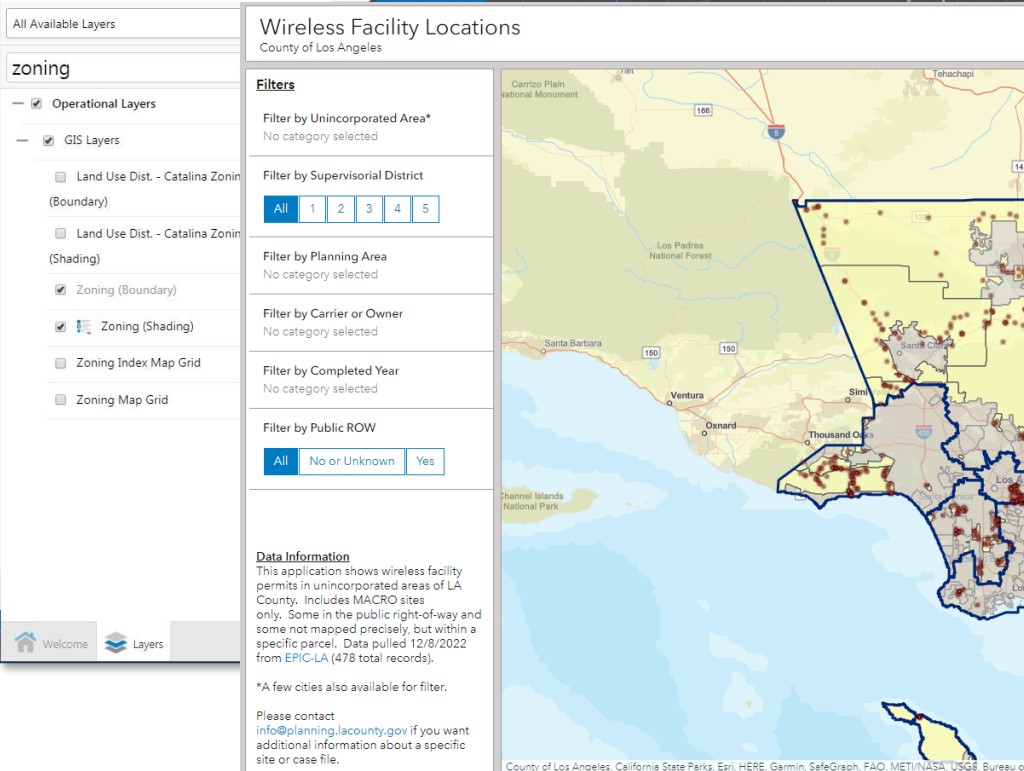 All Available Layers
zoning
Operational Layers
GIS Layers
Land Use Dist. - Catalina Zonin
(Boundary)
Land Use Dist. - Catalina Zonin
(Shading)
Zoning (Boundary)
Zoning (Shading)
Zoning Index Map Grid
Zoning Map Grid
Welcome
Layers
Wireless Facility Locations
County of Los Angeles
Filters
Filter by Unincorporated Area*
No category selected
Filter by Supervisorial District
All 1 2 3 4 5
Filter by Planning Area
No category selected
Filter by Carrier or Owner
No category selected
Filter by Completed Year
No category selected
Filter by Public ROW
All No or Unknown Yes
Data Information
This application shows wireless facility
permits in unincorporated areas of LA
County. Includes MACRO sites
only. Some in the public right-of-way and
some not mapped precisely, but within a
specific parcel. Data pulled 12/8/2022
from EPIC-LA (478 total records).
*A few cities also available for filter.
Please contact
info@planning.lacounty.gov if you want
additional information about a specific
site or case file.
Taft
Tehachapi
Carrizo Plain
National Monument
166
5
14
138
Los Padres
National Forest
Santa Barbara
150
150
Santa Clar
Ventura
Simi
Oxnard
Thousand Oaks
405
Los A
Santa Monica
Channel Islands
National Park
Lo
County of Los Angeles, California State Parks, Esri, HERE, Garmin, SafeGraph, FAO, METI/NASA, USGS, Bureau o